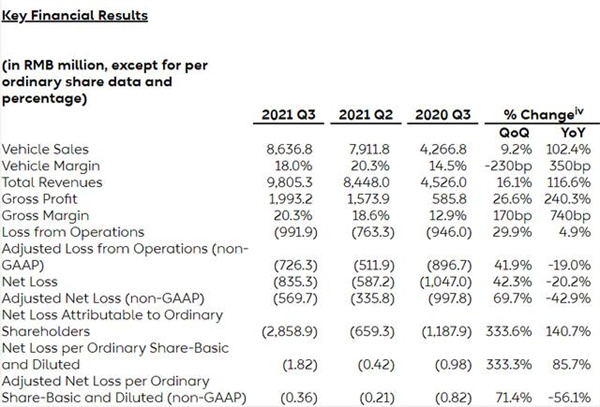 Key Financial Results
(in RMB million, except for per
ordinary share data and
percentage)
2021 Q3 2021 Q2 2020 Q3 % Changeiv
QoQ YoY
Vehicle Sales 8,636.8 7,911.8 4,266.8 9.2% 102.4%
Vehicle Margin 18.0% 20.3% 14.5% -230bp 350bp
Total Revenues 9,805.3 8,448.0 4,526.0 16.1% 116.6%
Gross Profit 1,993.2 1,573.9 585.8 26.6% 240.3%
Gross Margin 20.3% 18.6% 12.9% 170bp 740bp
Loss from Operations (991.9) (763.3) (946.0) 29.9% 4.9%
Adjusted Loss from Operations (non-
GAAP) (726.3) (511.9) (896.7) 41.9% -19.0%
Net Loss (835.3) (587.2) (1,047.0) 42.3% -20.2%
Adjusted Net Loss (non-GAAP) (569.7) (335.8) (997.8) 69.7% -42.9%
Net Loss Attributable to Ordinary
Shareholders (2,858.9) (659.3) (1,187.9) 333.6% 140.7%
Net Loss per Ordinary Share-Basic
and Diluted (1.82) (0.42) (0.98) 333.3% 85.7%
Adjusted Net Loss per Ordinary
Share-Basic and Diluted (non-GAAP) (0.36) (0.21) (0.82) 71.4% -56.1%